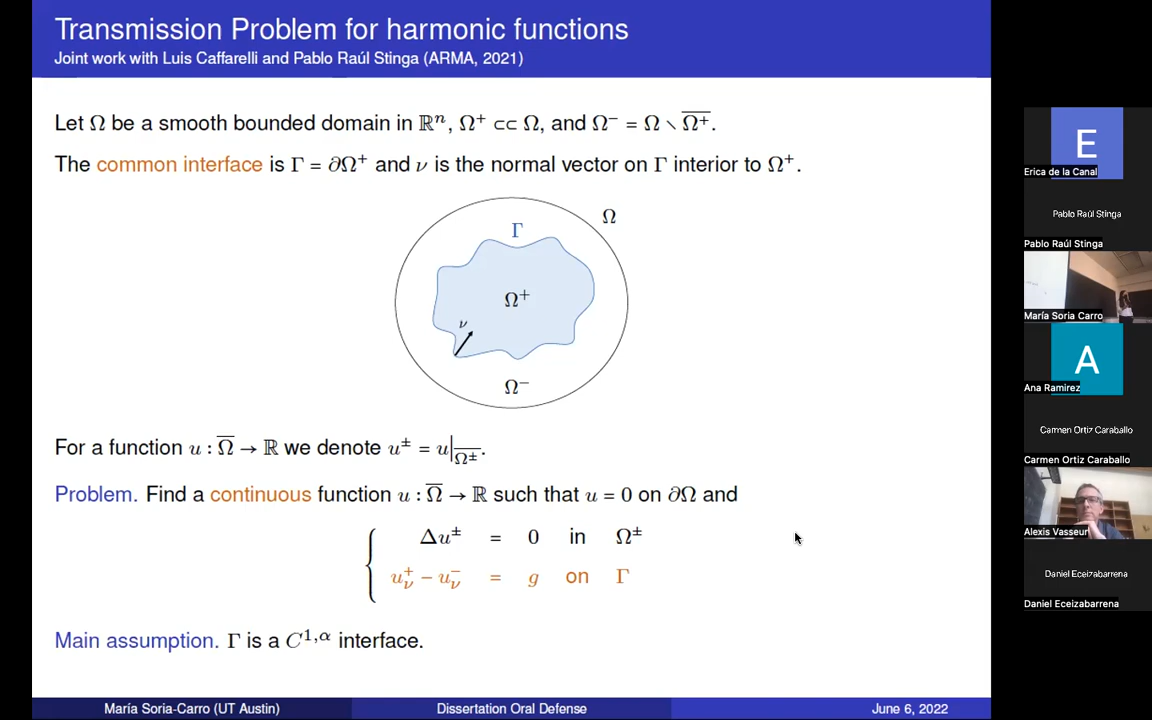 Transmission Problem for harmonic functions
Joint work with Luis Caffarelli and Pablo Raúl Stinga (ARMA, 2021)
Let Ω be a smooth bounded domain in ℝⁿ, Ω⁺ ⊂⊂ Ω, and Ω⁻ = Ω ∖ \overline{Ω⁺}.
The common interface is Γ = ∂Ω⁺ and ν is the normal vector on Γ interior to Ω⁺.
Ω
Γ
Ω⁺
ν
Ω⁻
For a function u : \overline{Ω} → ℝ we denote u^± = u|_{\overline{Ω^±}}.
Problem. Find a continuous function u : \overline{Ω} → ℝ such that u = 0 on ∂Ω and
Δu^± = 0 in Ω^±
u_ν^+ − u_ν^- = g on Γ
Main assumption. Γ is a C^{1,α} interface.
María Soria-Carro (UT Austin)
Dissertation Oral Defense
June 6, 2022
E
Erica de la Canal
Pablo Raúl Stinga
Pablo Raúl Stinga
María Soria Carro
A
Ana Ramirez
Carmen Ortiz Caraballo
Carmen Ortiz Caraballo
Alexis Vasseur
Daniel Eceizabarrena
Daniel Eceizabarrena